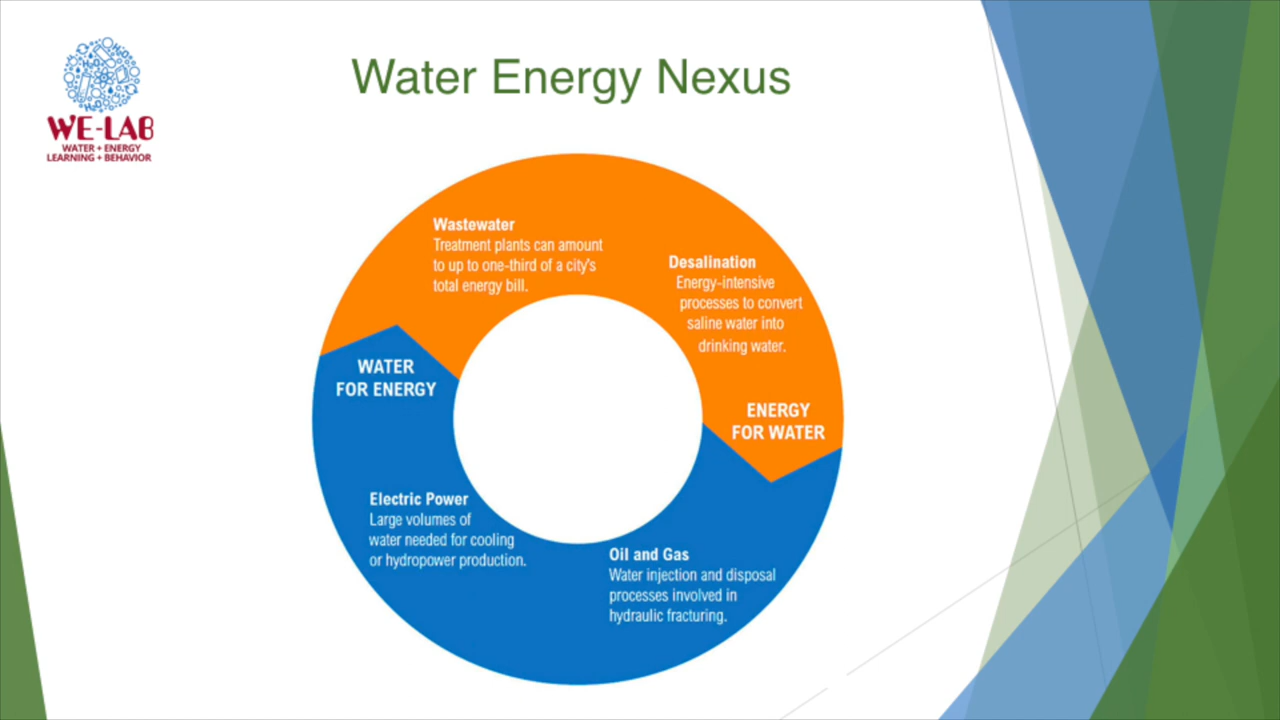 Water Energy Nexus
H₂O
H₂O
H₂O
WE-LAB
WATER + ENERGY
LEARNING + BEHAVIOR
Wastewater
Treatment plants can amount
to up to one-third of a city's
total energy bill.
Desalination
Energy-intensive
processes to convert
saline water into
drinking water.
WATER
FOR ENERGY
ENERGY
FOR WATER
Electric Power
Large volumes of
water needed for cooling
or hydropower production.
Oil and Gas
Water injection and disposal
processes involved in
hydraulic fracturing.